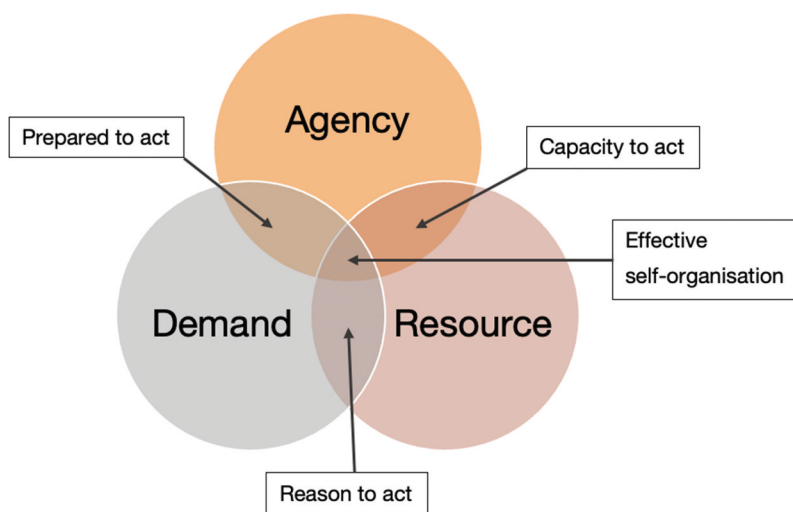 Agency
Prepared to act
Capacity to act
Effective
self-organisation
Demand
Resource
Reason to act